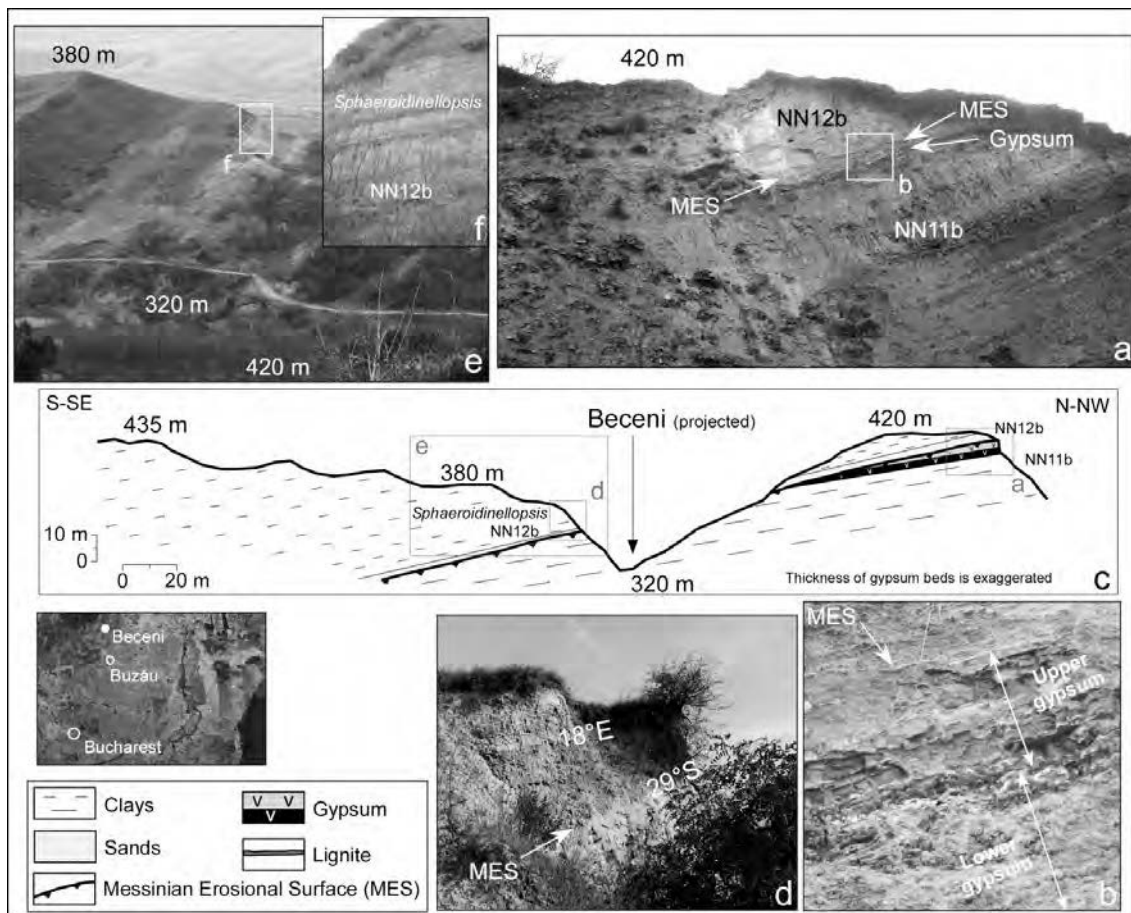 380 m
Sphaeroidinellopsis
NN12b
f
f
320 m
420 m
e
420 m
NN12b
MES
Gypsum
b
MES
NN11b
a
S-SE
N-NW
435 m
Beceni (projected)
420 m
NN12b
NN11b
e
380 m
d
a
Sphaeroidinellopsis
NN12b
10 m
0
0 20 m
320 m
Thickness of gypsum beds is exaggerated
c
v v v v v
Beceni
Buzău
Bucharest
Clays
Sands
Messinian Erosional Surface (MES)
v v
v
Gypsum
Lignite
18°E
29°S
MES
d
MES
Upper
gypsum
Lower
gypsum
b